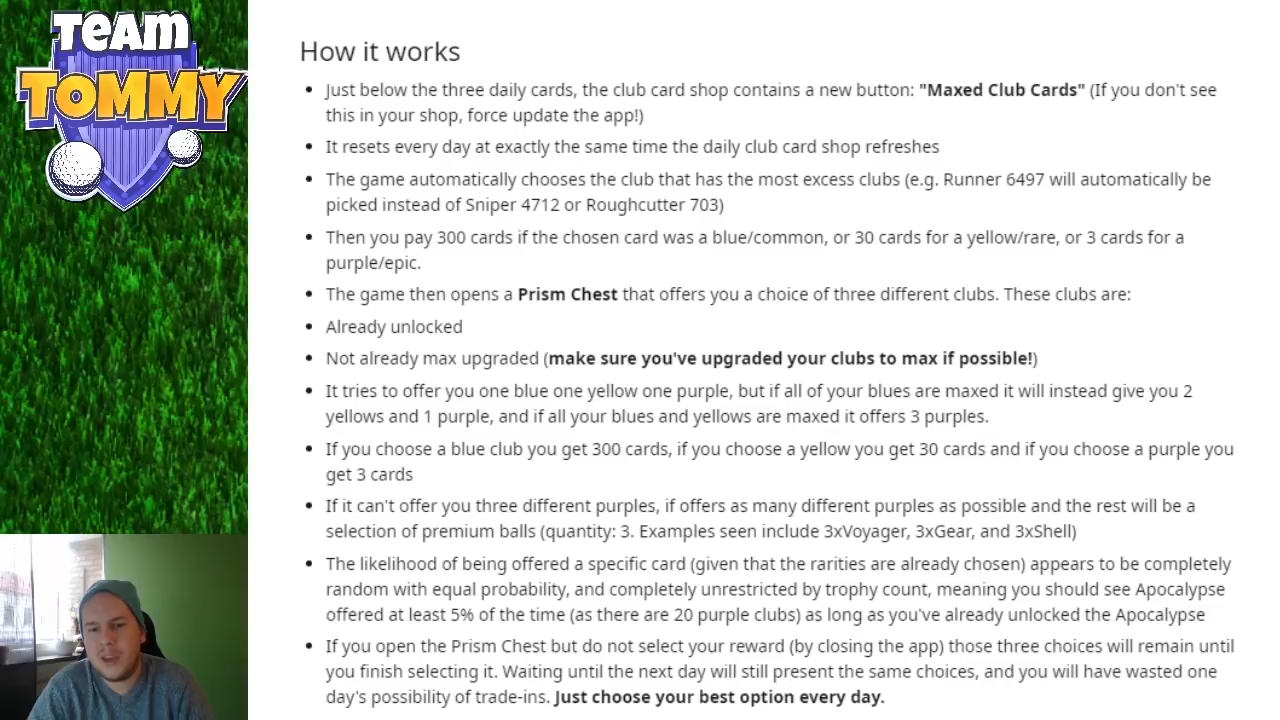 TEAM
TOMMY
How it works
Just below the three daily cards, the club card shop contains a new button: "Maxed Club Cards" (If you don't see
this in your shop, force update the app!)
It resets every day at exactly the same time the daily club card shop refreshes
The game automatically chooses the club that has the most excess clubs (e.g. Runner 6497 will automatically be
picked instead of Sniper 4712 or Roughcutter 703)
Then you pay 300 cards if the chosen card was a blue/common, or 30 cards for a yellow/rare, or 3 cards for a
purple/epic.
The game then opens a Prism Chest that offers you a choice of three different clubs. These clubs are:
Already unlocked
Not already max upgraded (make sure you've upgraded your clubs to max if possible!)
It tries to offer you one blue one yellow one purple, but if all of your blues are maxed it will instead give you 2
yellows and 1 purple, and if all your blues and yellows are maxed it offers 3 purples.
If you choose a blue club you get 300 cards, if you choose a yellow you get 30 cards and if you choose a purple you
get 3 cards
If it can't offer you three different purples, if offers as many different purples as possible and the rest will be a
selection of premium balls (quantity: 3. Examples seen include 3xVoyager, 3xGear, and 3xShell)
The likelihood of being offered a specific card (given that the rarities are already chosen) appears to be completely
random with equal probability, and completely unrestricted by trophy count, meaning you should see Apocalypse
offered at least 5% of the time (as there are 20 purple clubs) as long as you've already unlocked the Apocalypse
If you open the Prism Chest but do not select your reward (by closing the app) those three choices will remain until
you finish selecting it. Waiting until the next day will still present the same choices, and you will have wasted one
day's possibility of trade-ins. Just choose your best option every day.